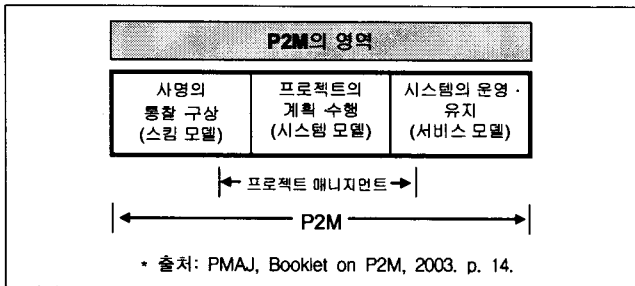 P2M의 영역
사명의
통찰 구상
(스킴 모델)
프로젝트의
계획 수행
(시스템 모델)
시스템의 운영·
유지
(서비스 모델)
프로젝트 매니지먼트
P2M
* 출처: PMAJ, Booklet on P2M, 2003. p. 14.